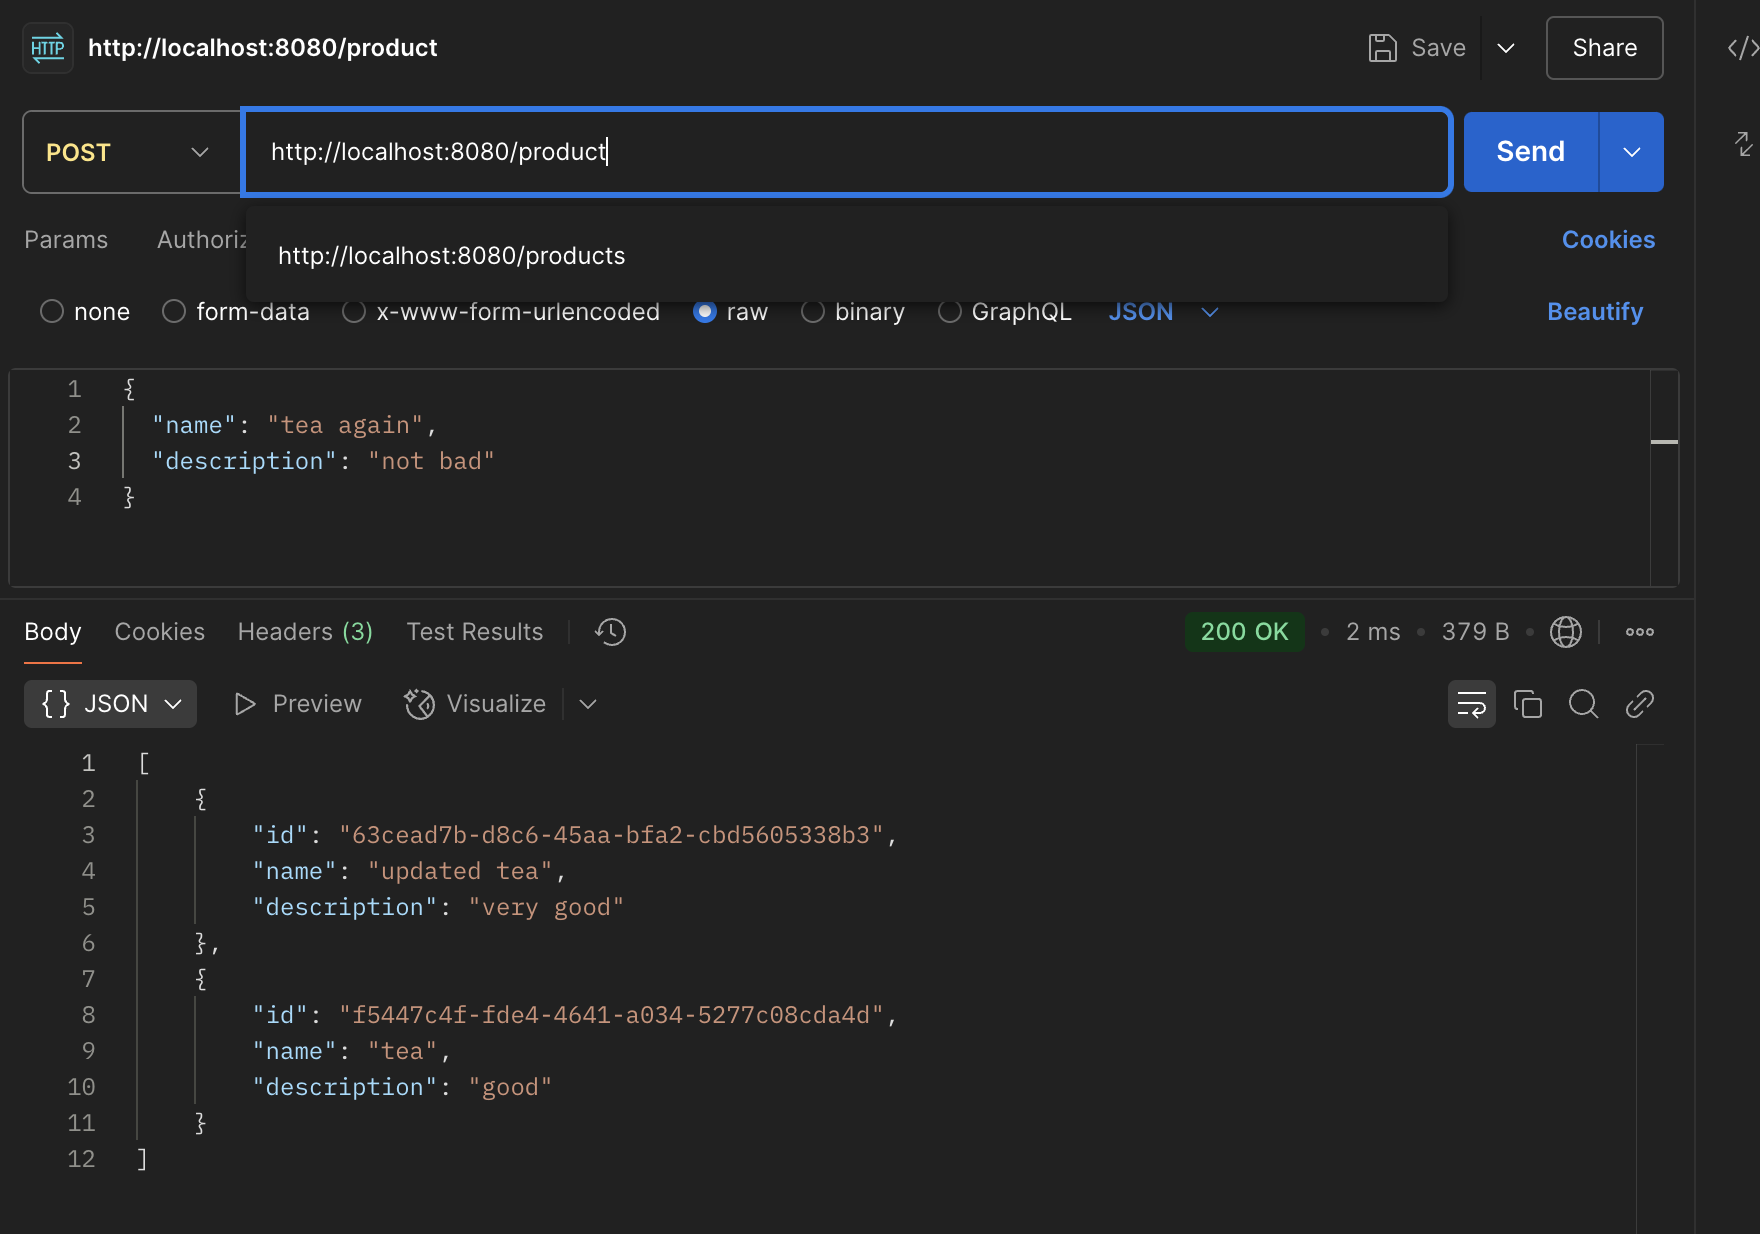 HTTP http://localhost:8080/product Save Share
POST http://localhost:8080/product Send
Params Authoriz Cookies
http://localhost:8080/products
none form-data x-www-form-urlencoded raw binary GraphQL JSON Beautify
1 {
2 "name": "tea again",
3 "description": "not bad"
4 }
Body Cookies Headers (3) Test Results 200 OK • 2 ms • 379 B •
{} JSON Preview Visualize
1 [
2 {
3 "id": "63cead7b-d8c6-45aa-bfa2-cbd5605338b3",
4 "name": "updated tea",
5 "description": "very good"
6 },
7 {
8 "id": "f5447c4f-fde4-4641-a034-5277c08cda4d",
9 "name": "tea",
10 "description": "good"
11 }
12 ]